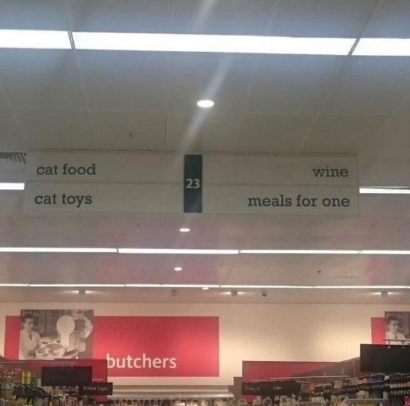 cat food
cat toys
23
wine
meals for one
butchers